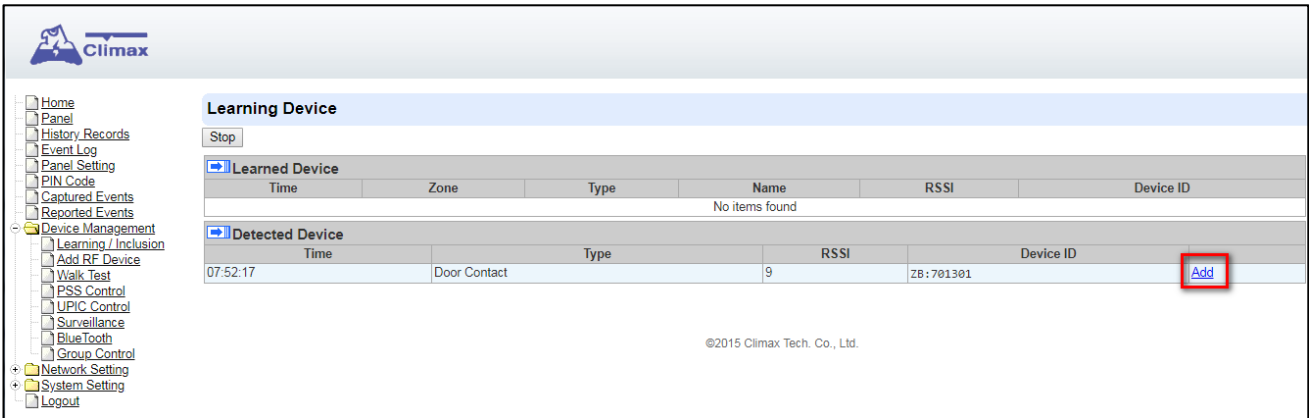 Climax
Home
Panel
History Records
Event Log
Panel Setting
PIN Code
Captured Events
Reported Events
Device Management
Learning / Inclusion
Add RF Device
Walk Test
PSS Control
UPIC Control
Surveillance
BlueTooth
Group Control
Network Setting
System Setting
Logout
Learning Device
Stop
Learned Device
Time Zone Type Name RSSI Device ID
No items found
Detected Device
Time Type RSSI Device ID
07:52:17 Door Contact 9 ZB:701301 Add
©2015 Climax Tech. Co., Ltd.